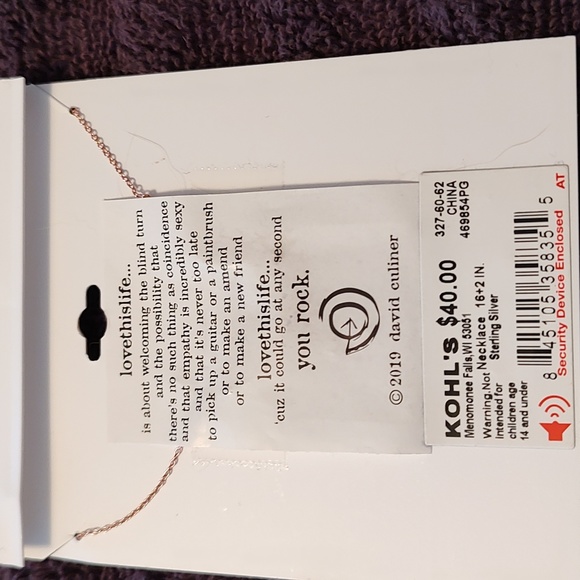 lovethislife...
is about welcoming the blind turn
and the possibility that
there's no such thing as coincidence
and that empathy is incredibly sexy
and that it's never too late
to pick up a guitar or a paintbrush
or to make an amend
or to make a new friend
lovethislife...
'cuz it could go at any second
you rock.
©2019 david culiner
327-60-62
CHINA
469854PG
KOHL'S $40.00
Menomonee Falls,WI 53051
Warning.Not Necklace 16+2 IN.
Intended for Sterling Silver
children age
14 and under
8 45105 35835 5
Security Device Enclosed AT